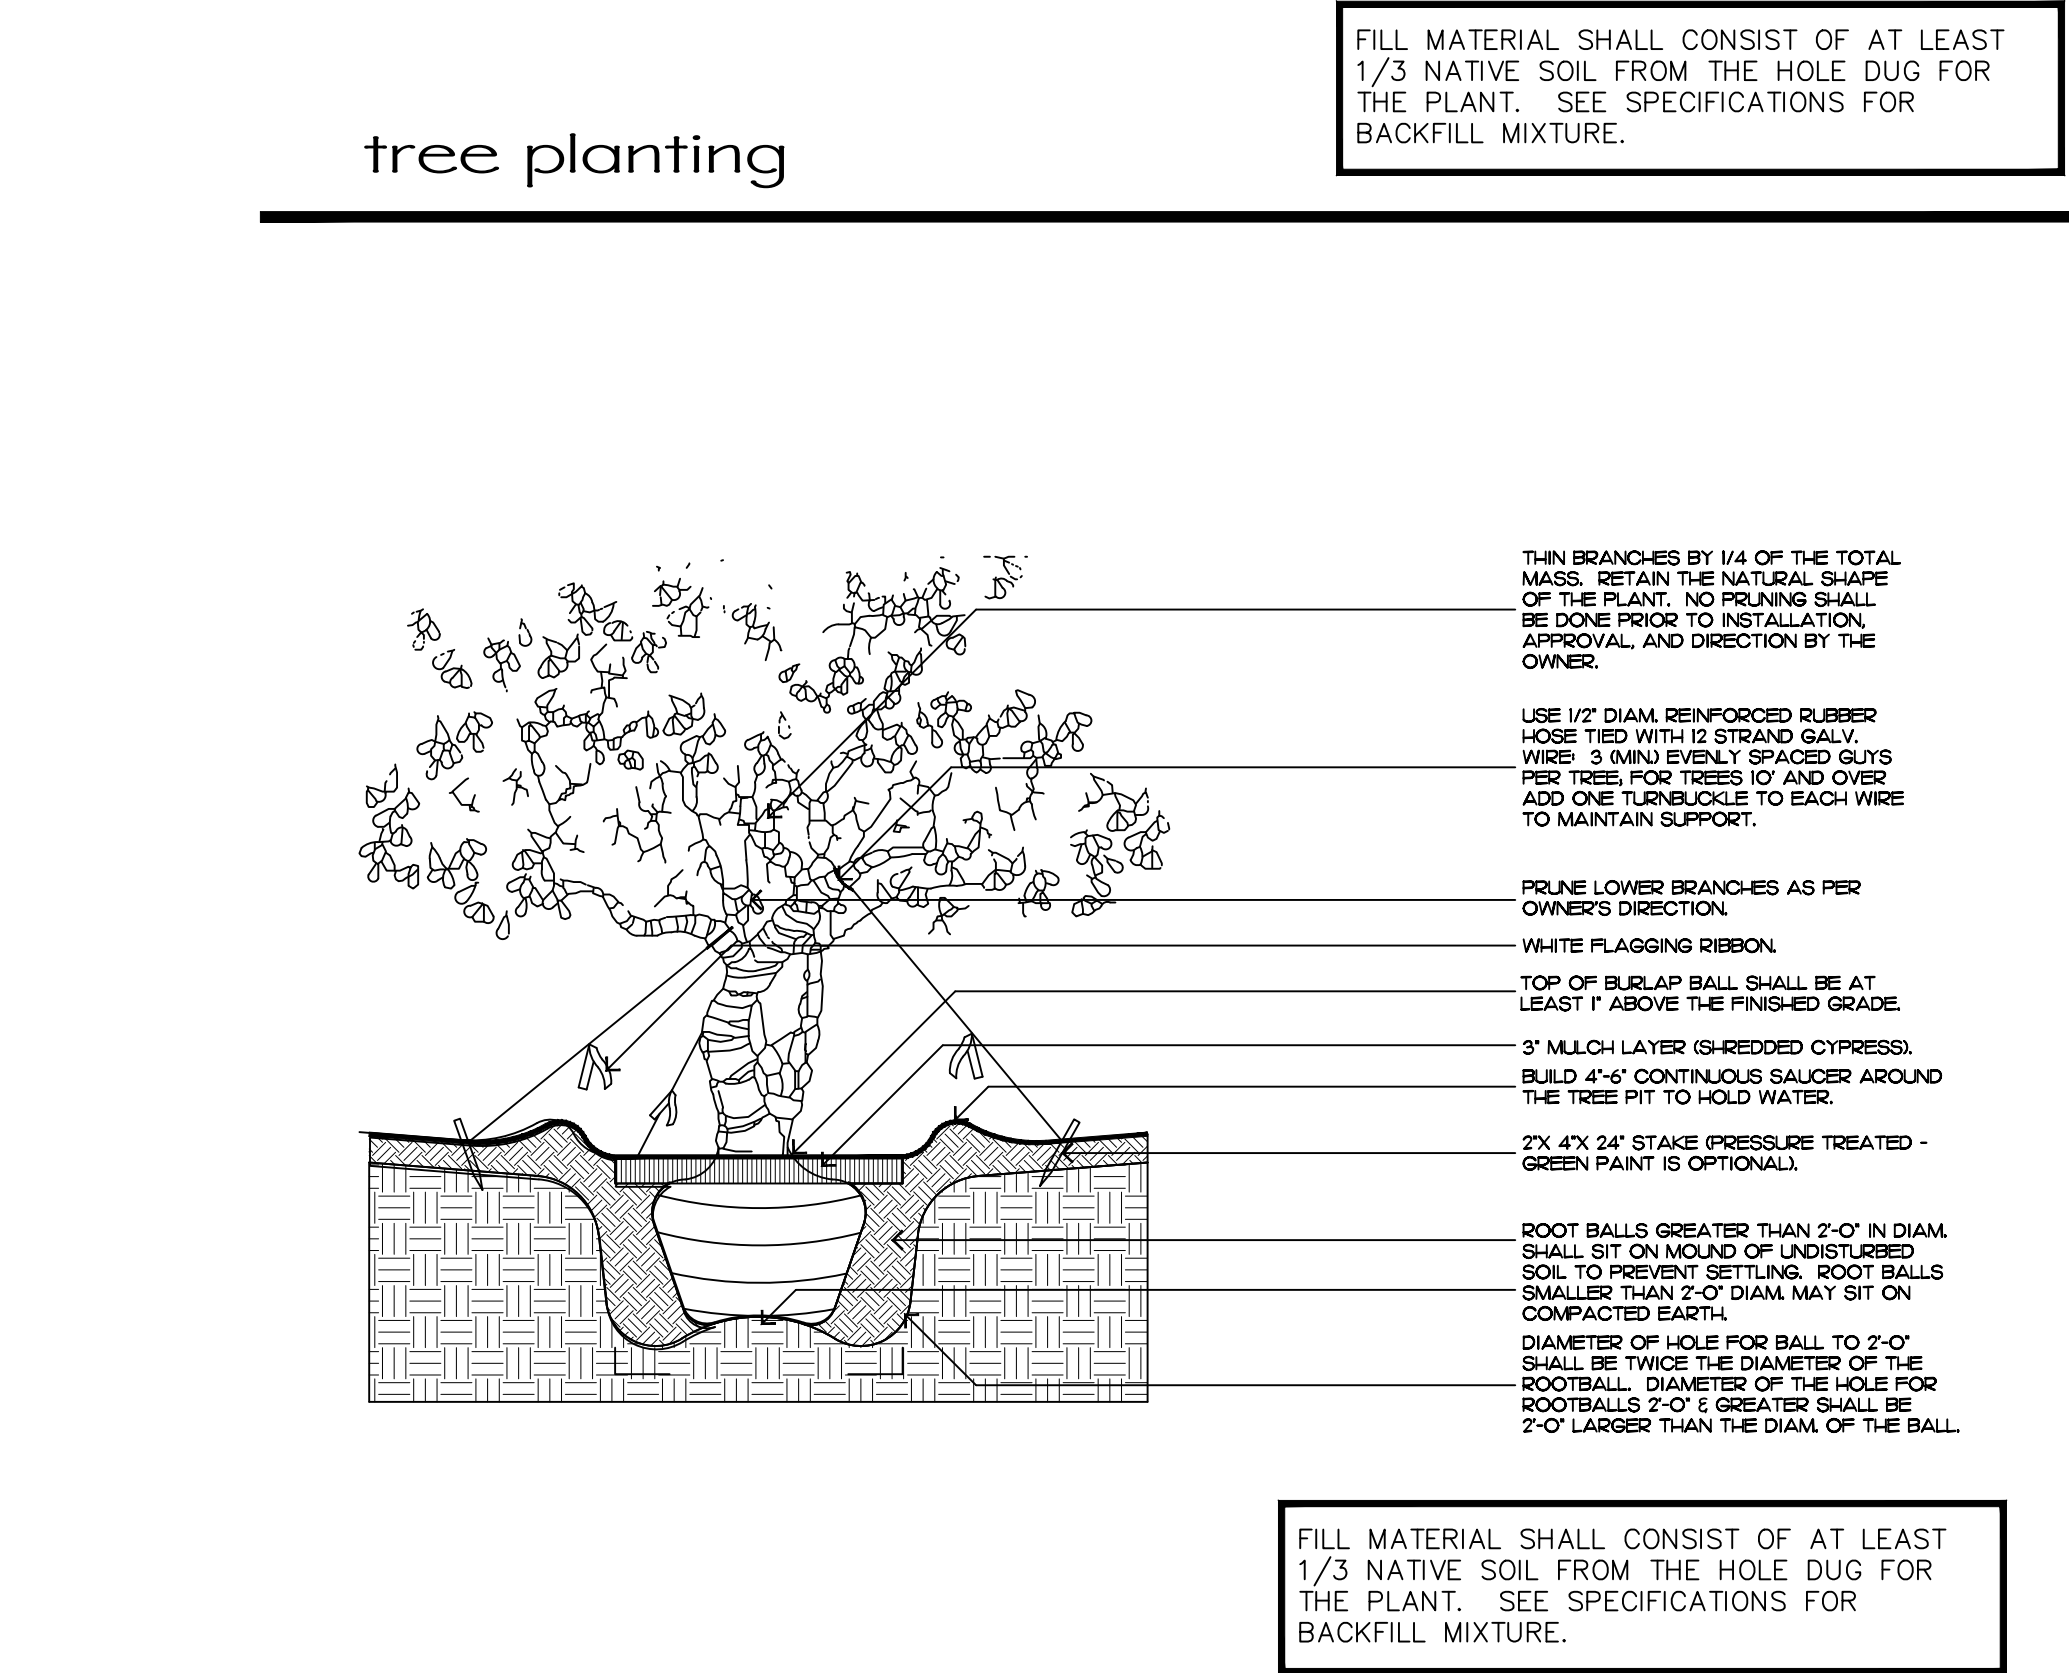 FILL MATERIAL SHALL CONSIST OF AT LEAST
1/3 NATIVE SOIL FROM THE HOLE DUG FOR
THE PLANT. SEE SPECIFICATIONS FOR
BACKFILL MIXTURE.
tree planting
THIN BRANCHES BY 1/4 OF THE TOTAL
MASS. RETAIN THE NATURAL SHAPE
OF THE PLANT. NO PRUNING SHALL
BE DONE PRIOR TO INSTALLATION,
APPROVAL, AND DIRECTION BY THE
OWNER.
USE 1/2" DIAM. REINFORCED RUBBER
HOSE TIED WITH 12 STRAND GALV.
WIRE: 3 (MIN.) EVENLY SPACED GUYS
PER TREE; FOR TREES 10' AND OVER
ADD ONE TURNBUCKLE TO EACH WIRE
TO MAINTAIN SUPPORT.
PRUNE LOWER BRANCHES AS PER
OWNER'S DIRECTION.
WHITE FLAGGING RIBBON.
TOP OF BURLAP BALL SHALL BE AT
LEAST 1" ABOVE THE FINISHED GRADE.
3" MULCH LAYER (SHREDDED CYPRESS).
BUILD 4"-6" CONTINUOUS SAUCER AROUND
THE TREE PIT TO HOLD WATER.
2"X 4"X 24" STAKE (PRESSURE TREATED -
GREEN PAINT IS OPTIONAL).
ROOT BALLS GREATER THAN 2'-0" IN DIAM.
SHALL SIT ON MOUND OF UNDISTURBED
SOIL TO PREVENT SETTLING. ROOT BALLS
SMALLER THAN 2'-0" DIAM. MAY SIT ON
COMPACTED EARTH.
DIAMETER OF HOLE FOR BALL TO 2'-0"
SHALL BE TWICE THE DIAMETER OF THE
ROOTBALL. DIAMETER OF THE HOLE FOR
ROOTBALLS 2'-0" & GREATER SHALL BE
2'-0" LARGER THAN THE DIAM. OF THE BALL.
FILL MATERIAL SHALL CONSIST OF AT LEAST
1/3 NATIVE SOIL FROM THE HOLE DUG FOR
THE PLANT. SEE SPECIFICATIONS FOR
BACKFILL MIXTURE.